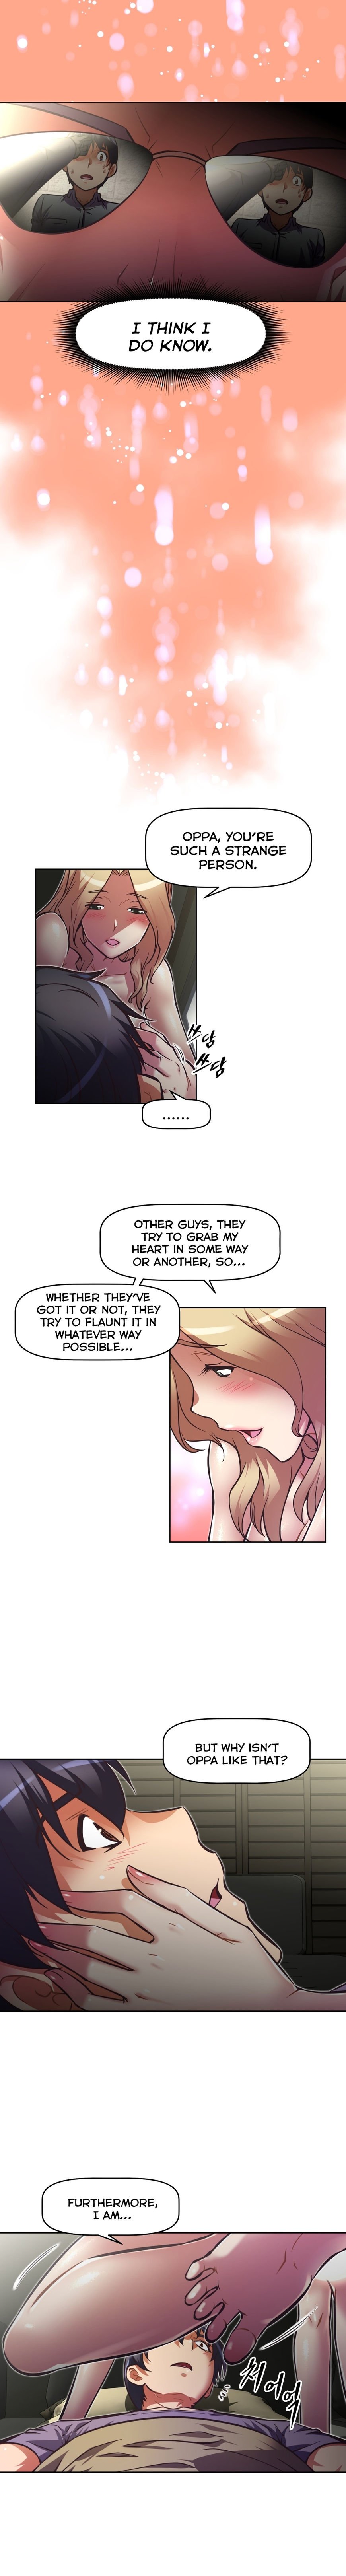 I THINK I
DO KNOW.
OPPA, YOU'RE
SUCH A STRANGE
PERSON.
쓰담
쓰담
......
OTHER GUYS, THEY
TRY TO GRAB MY
HEART IN SOME WAY
OR ANOTHER, SO...
WHETHER THEY'VE
GOT IT OR NOT, THEY
TRY TO FLAUNT IT IN
WHATEVER WAY
POSSIBLE...
BUT WHY ISN'T
OPPA LIKE THAT?
FURTHERMORE,
I AM...